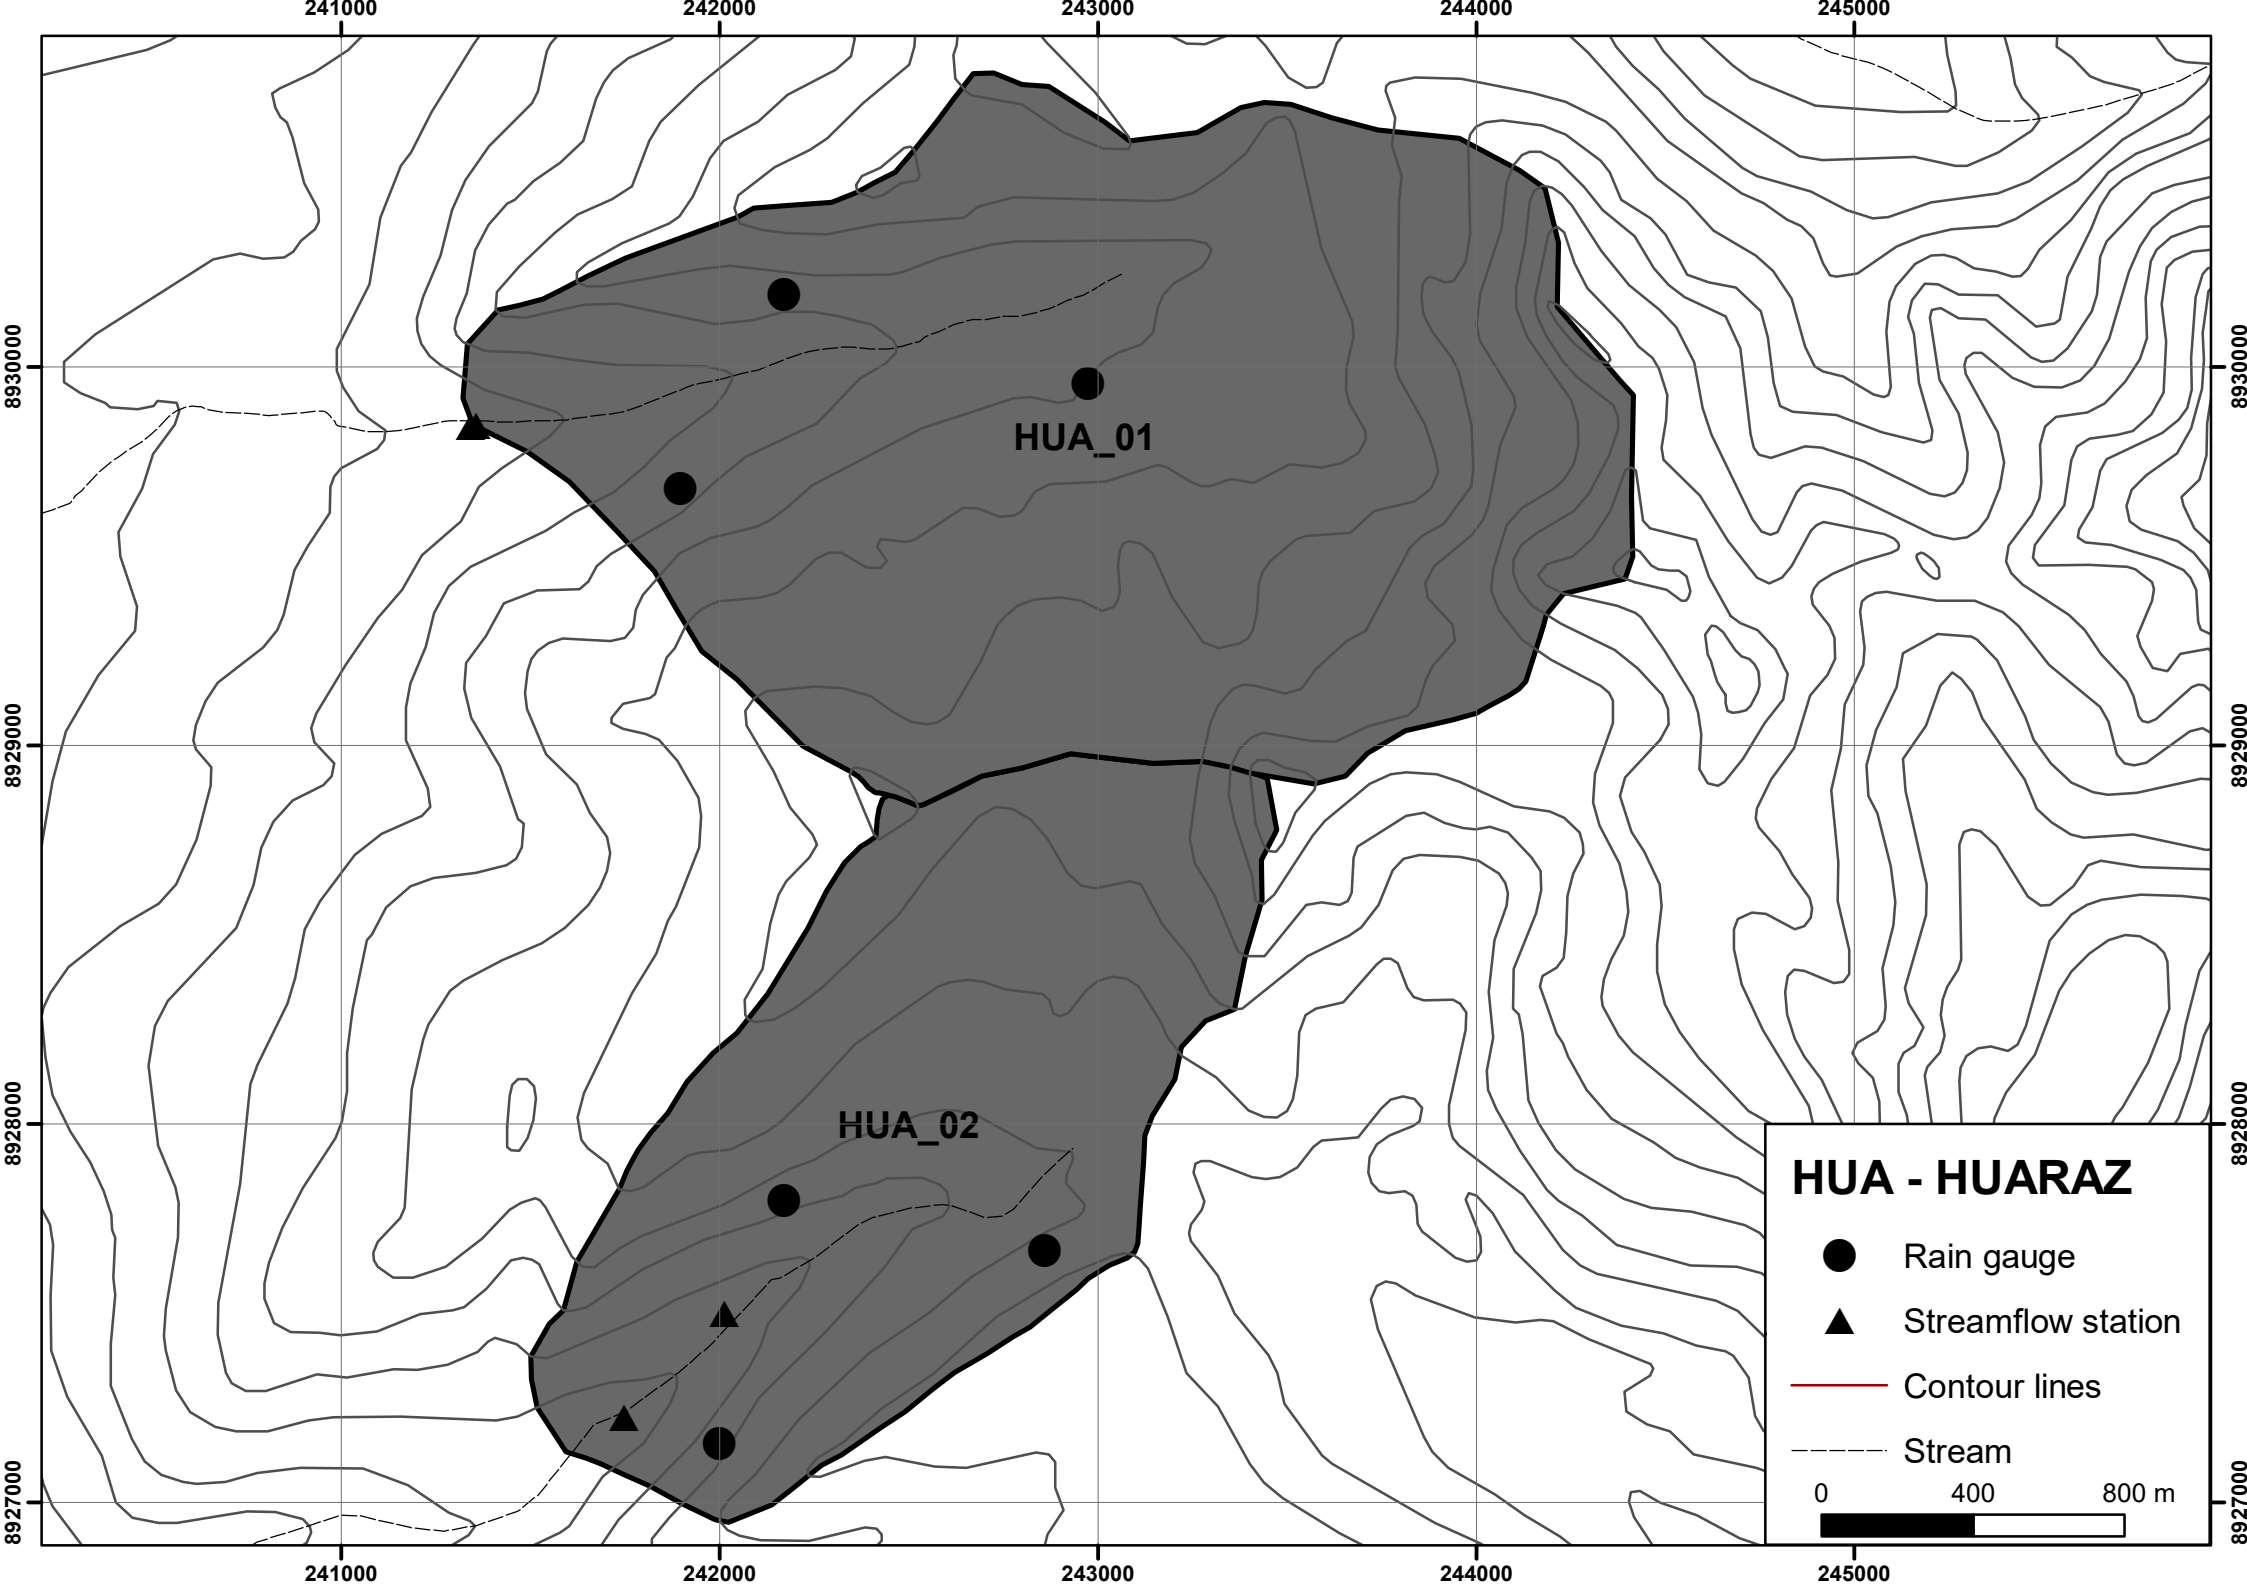 241000 242000 243000 244000 245000
8930000 8930000
HUA_01
8929000 8929000
HUA_02
8928000 8928000
HUA - HUARAZ
Rain gauge
Streamflow station
Contour lines
Stream
0 400 800 m
8927000 8927000
241000 242000 243000 244000 245000